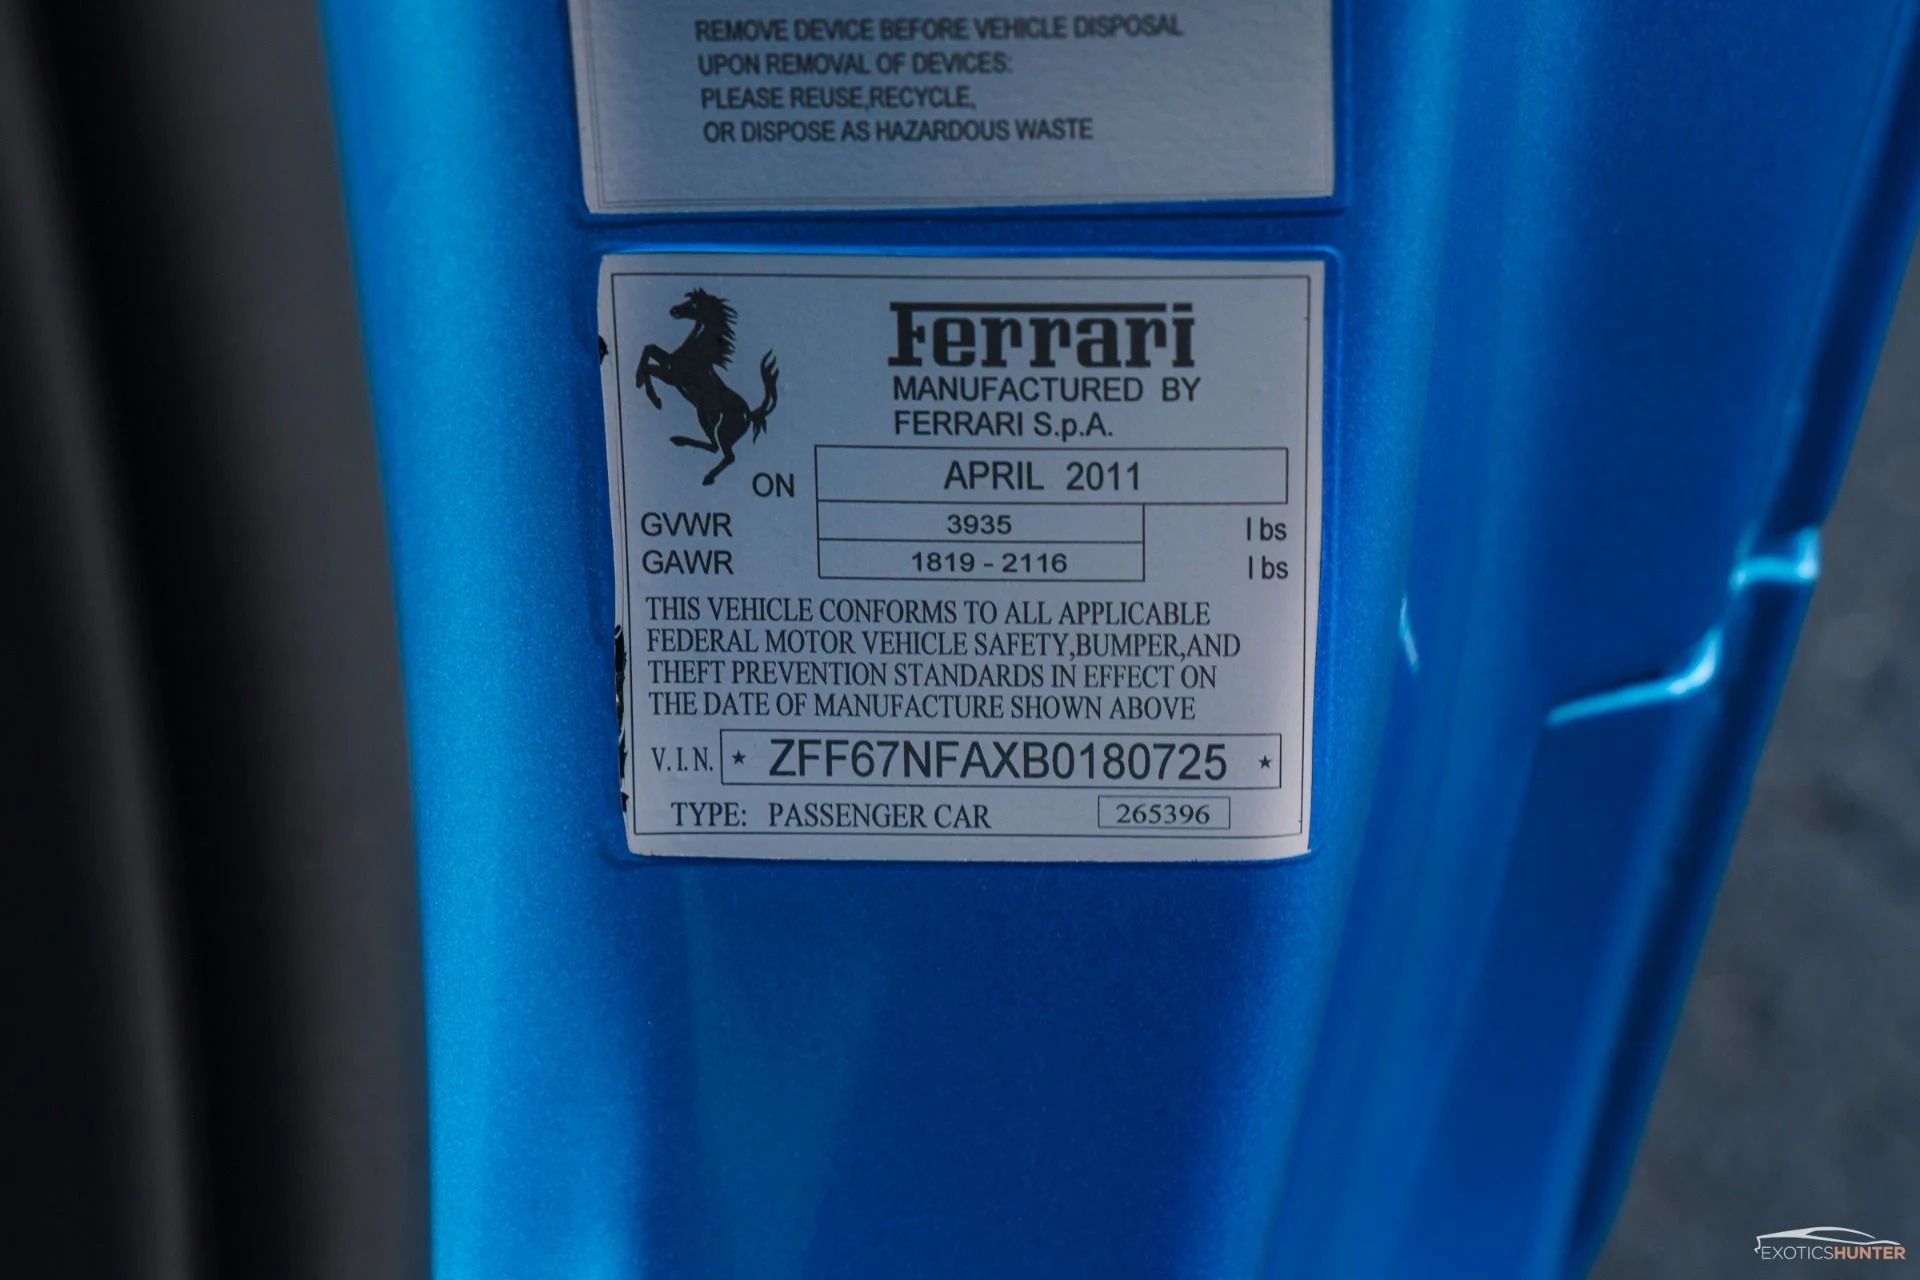 REMOVE DEVICE BEFORE VEHICLE DISPOSAL
UPON REMOVAL OF DEVICES:
PLEASE REUSE,RECYCLE,
OR DISPOSE AS HAZARDOUS WASTE
Ferrari
MANUFACTURED BY
FERRARI S.p.A.
ON APRIL 2011
GVWR 3935 lbs
GAWR 1819 - 2116 lbs
THIS VEHICLE CONFORMS TO ALL APPLICABLE
FEDERAL MOTOR VEHICLE SAFETY,BUMPER,AND
THEFT PREVENTION STANDARDS IN EFFECT ON
THE DATE OF MANUFACTURE SHOWN ABOVE
V.I.N. ★ ZFF67NFAXB0180725 ★
TYPE: PASSENGER CAR 265396
EXOTICSHUNTER